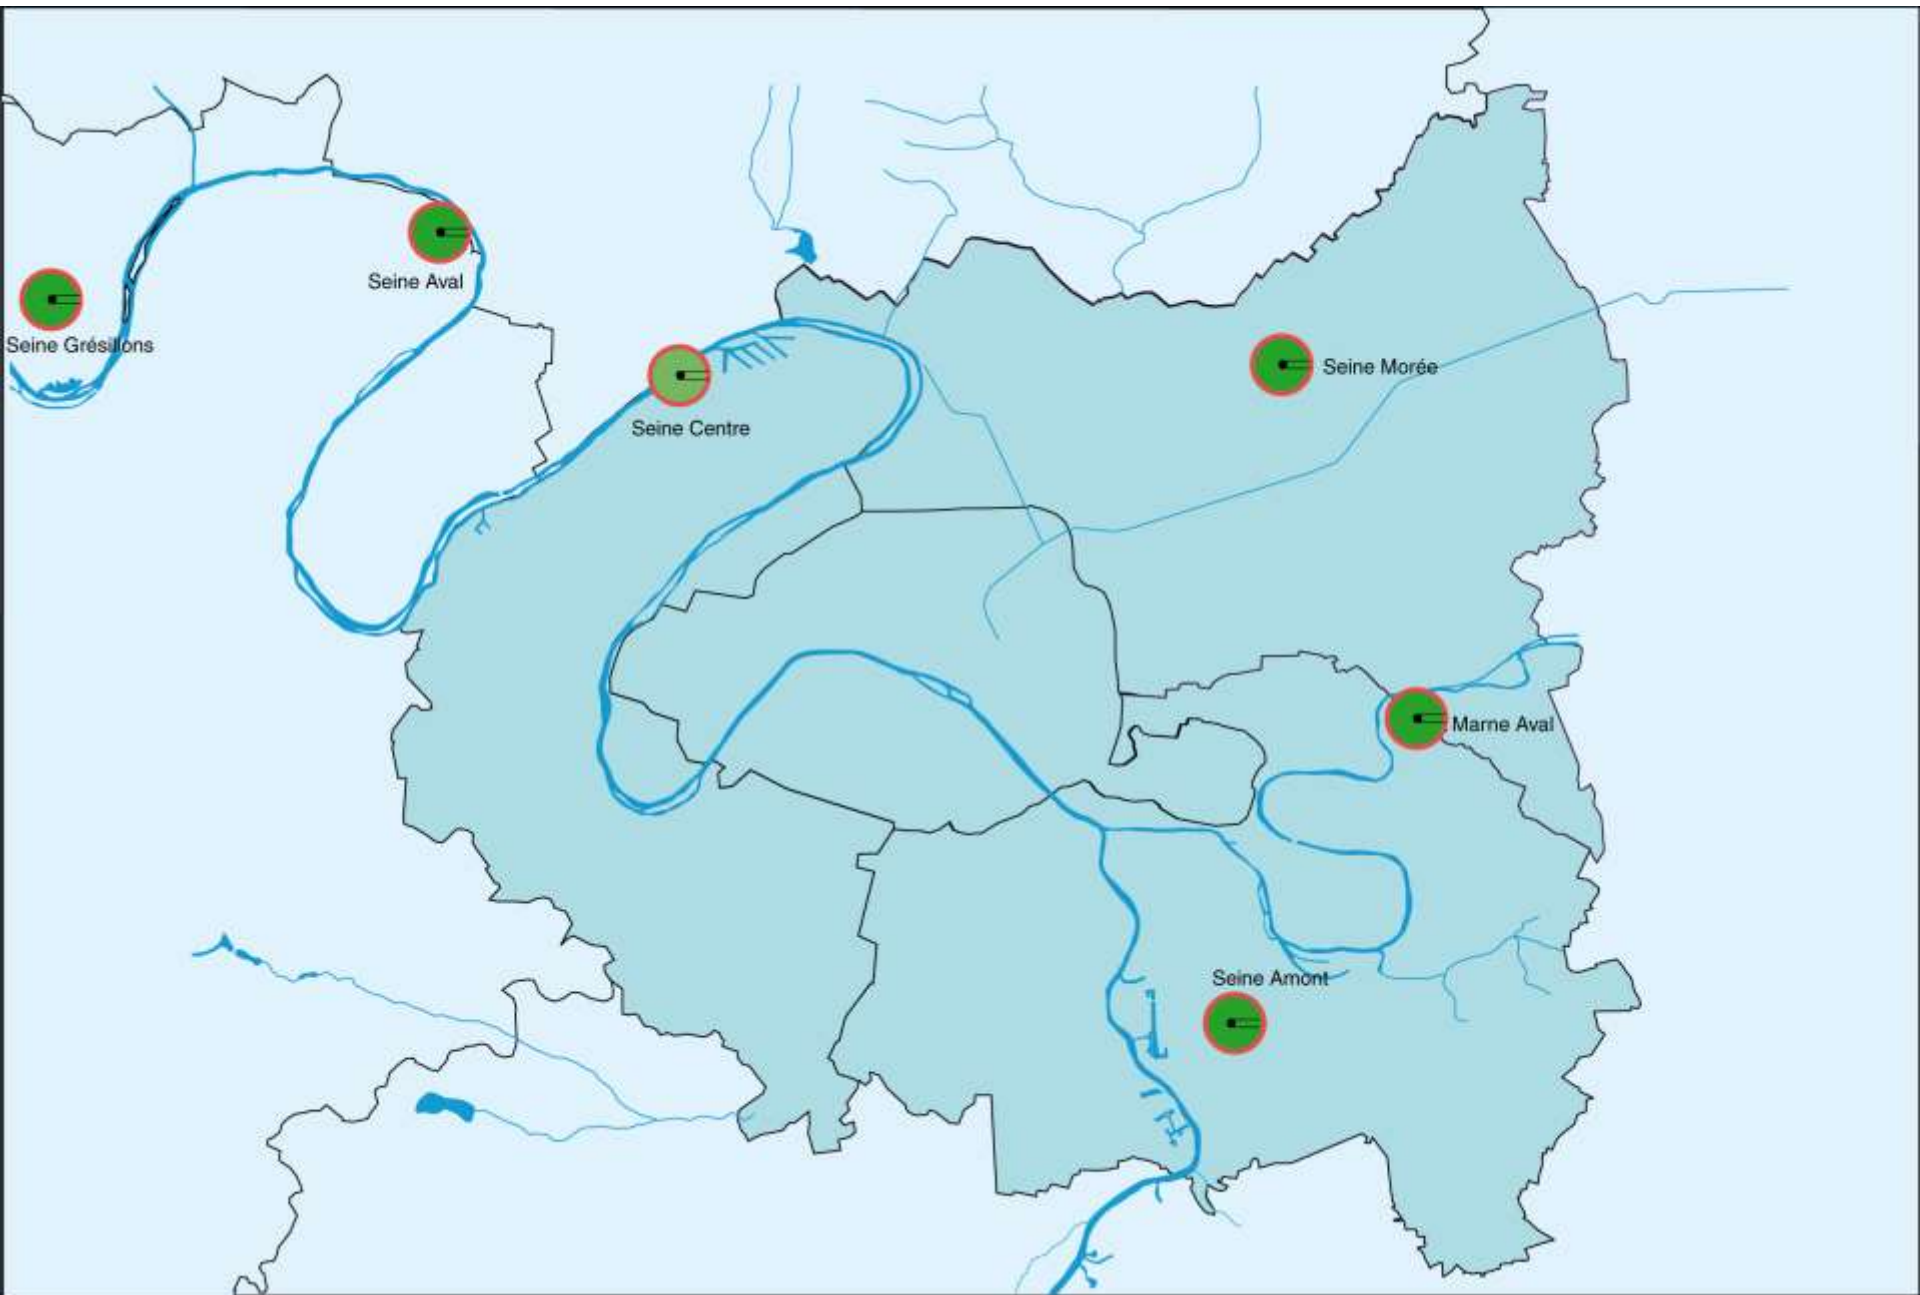 Seine Aval
Seine Grésillons
Seine Centre
Seine Morée
Marne Aval
Seine Amont